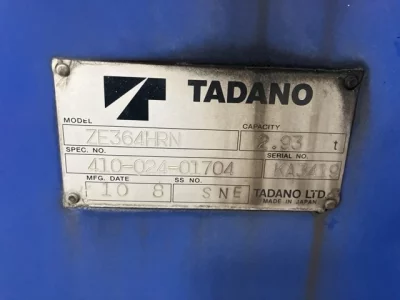 TADANO
MODEL CAPACITY
ZE364HRN 2.93 t
SPEC. NO. SERIAL NO.
410-024-01704
MFG. DATE SS NO.
10 8 SNE TADANO LTD
MADE IN JAPAN